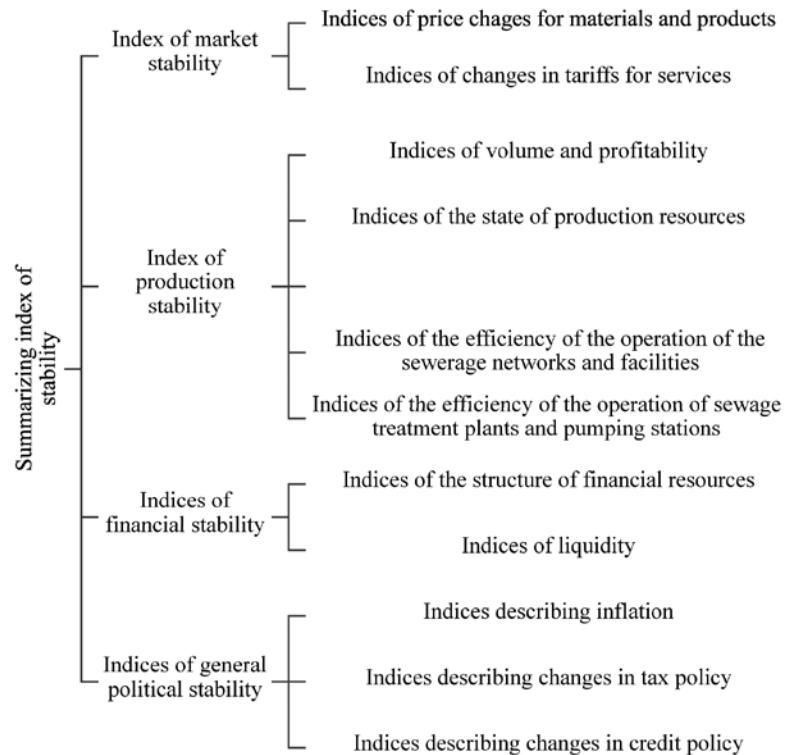 Summarizing index of
stability
Index of market
stability
Indices of price chages for materials and products
Indices of changes in tariffs for services
Index of
production
stability
Indices of volume and profitability
Indices of the state of production resources
Indices of the efficiency of the operation of the
sewerage networks and facilities
Indices of the efficiency of the operation of sewage
treatment plants and pumping stations
Indices of
financial stability
Indices of the structure of financial resources
Indices of liquidity
Indices of general
political stability
Indices describing inflation
Indices describing changes in tax policy
Indices describing changes in credit policy